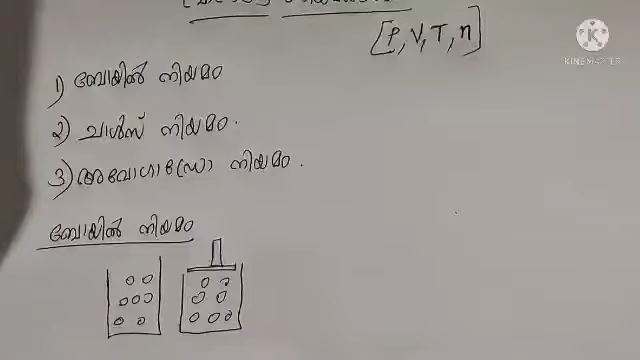 [P, V, T, n]
KINEMASTER
1) ബോയിൽ നിയമം
2) ചാൾസ് നിയമം.
3) അവോഗാഡ്രോ നിയമം.
ബോയിൽ നിയമം